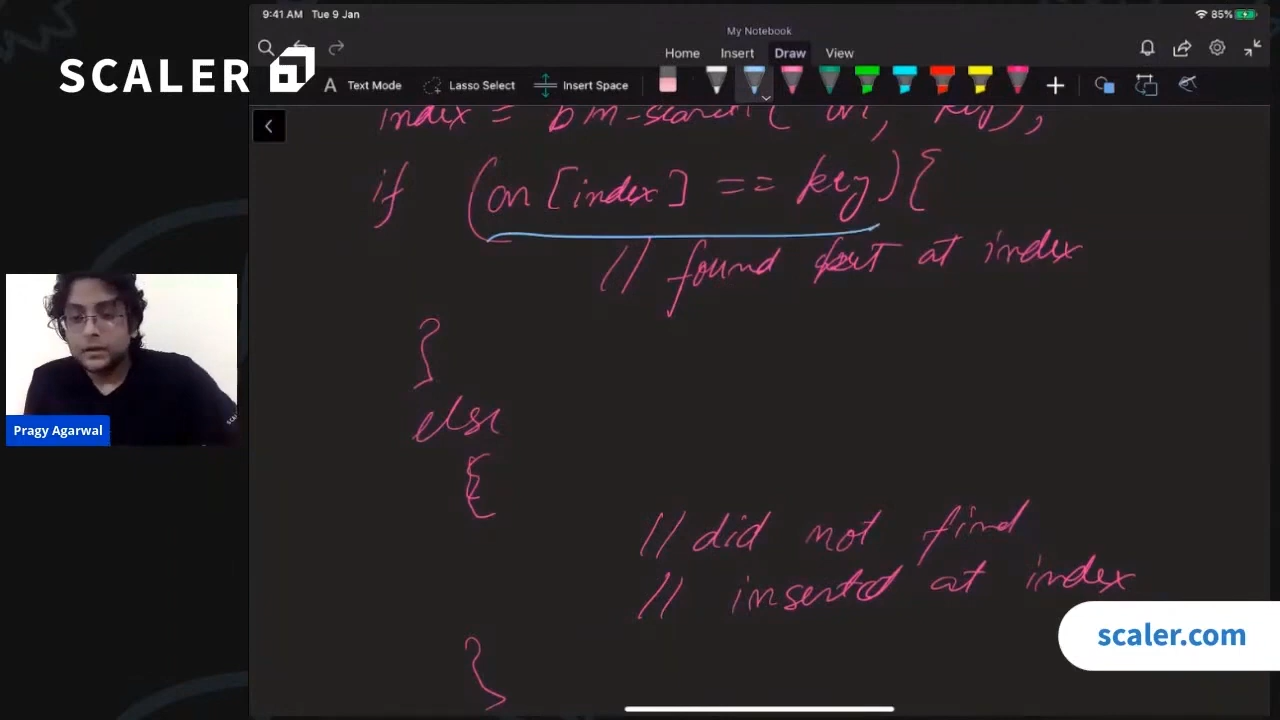 9:41 AM Tue 9 Jan
85%
My Notebook
SCALER
Home Insert Draw View
Text Mode Lasso Select Insert Space
index =
if (arr[index] == key){
// found at index
}
else
{
// did not find
// inserted at index
}
Pragy Agarwal
scaler.com